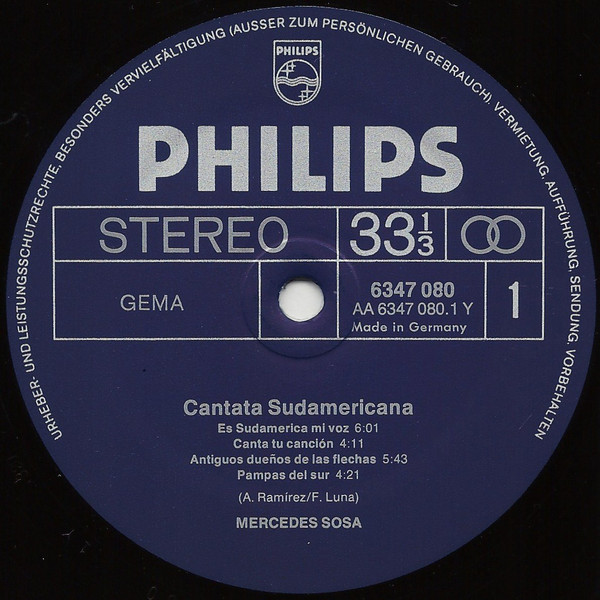 URHEBER- UND LEISTUNGSSCHUTZRECHTE, BESONDERS VERVIELFÄLTIGUNG (AUSSER ZUM PERSÖNLICHEN GEBRAUCH), VERMIETUNG, AUFFÜHRUNG, SENDUNG, VORBEHALTEN
PHILIPS
PHILIPS
STEREO
33 1/3
GEMA
6347 080
AA 6347 080.1 Y
Made in Germany
1
Cantata Sudamericana
Es Sudamerica mi voz 6:01
Canta tu canción 4:11
Antiguos dueños de las flechas 5:43
Pampas del sur 4:21
(A. Ramírez/F. Luna)
MERCEDES SOSA